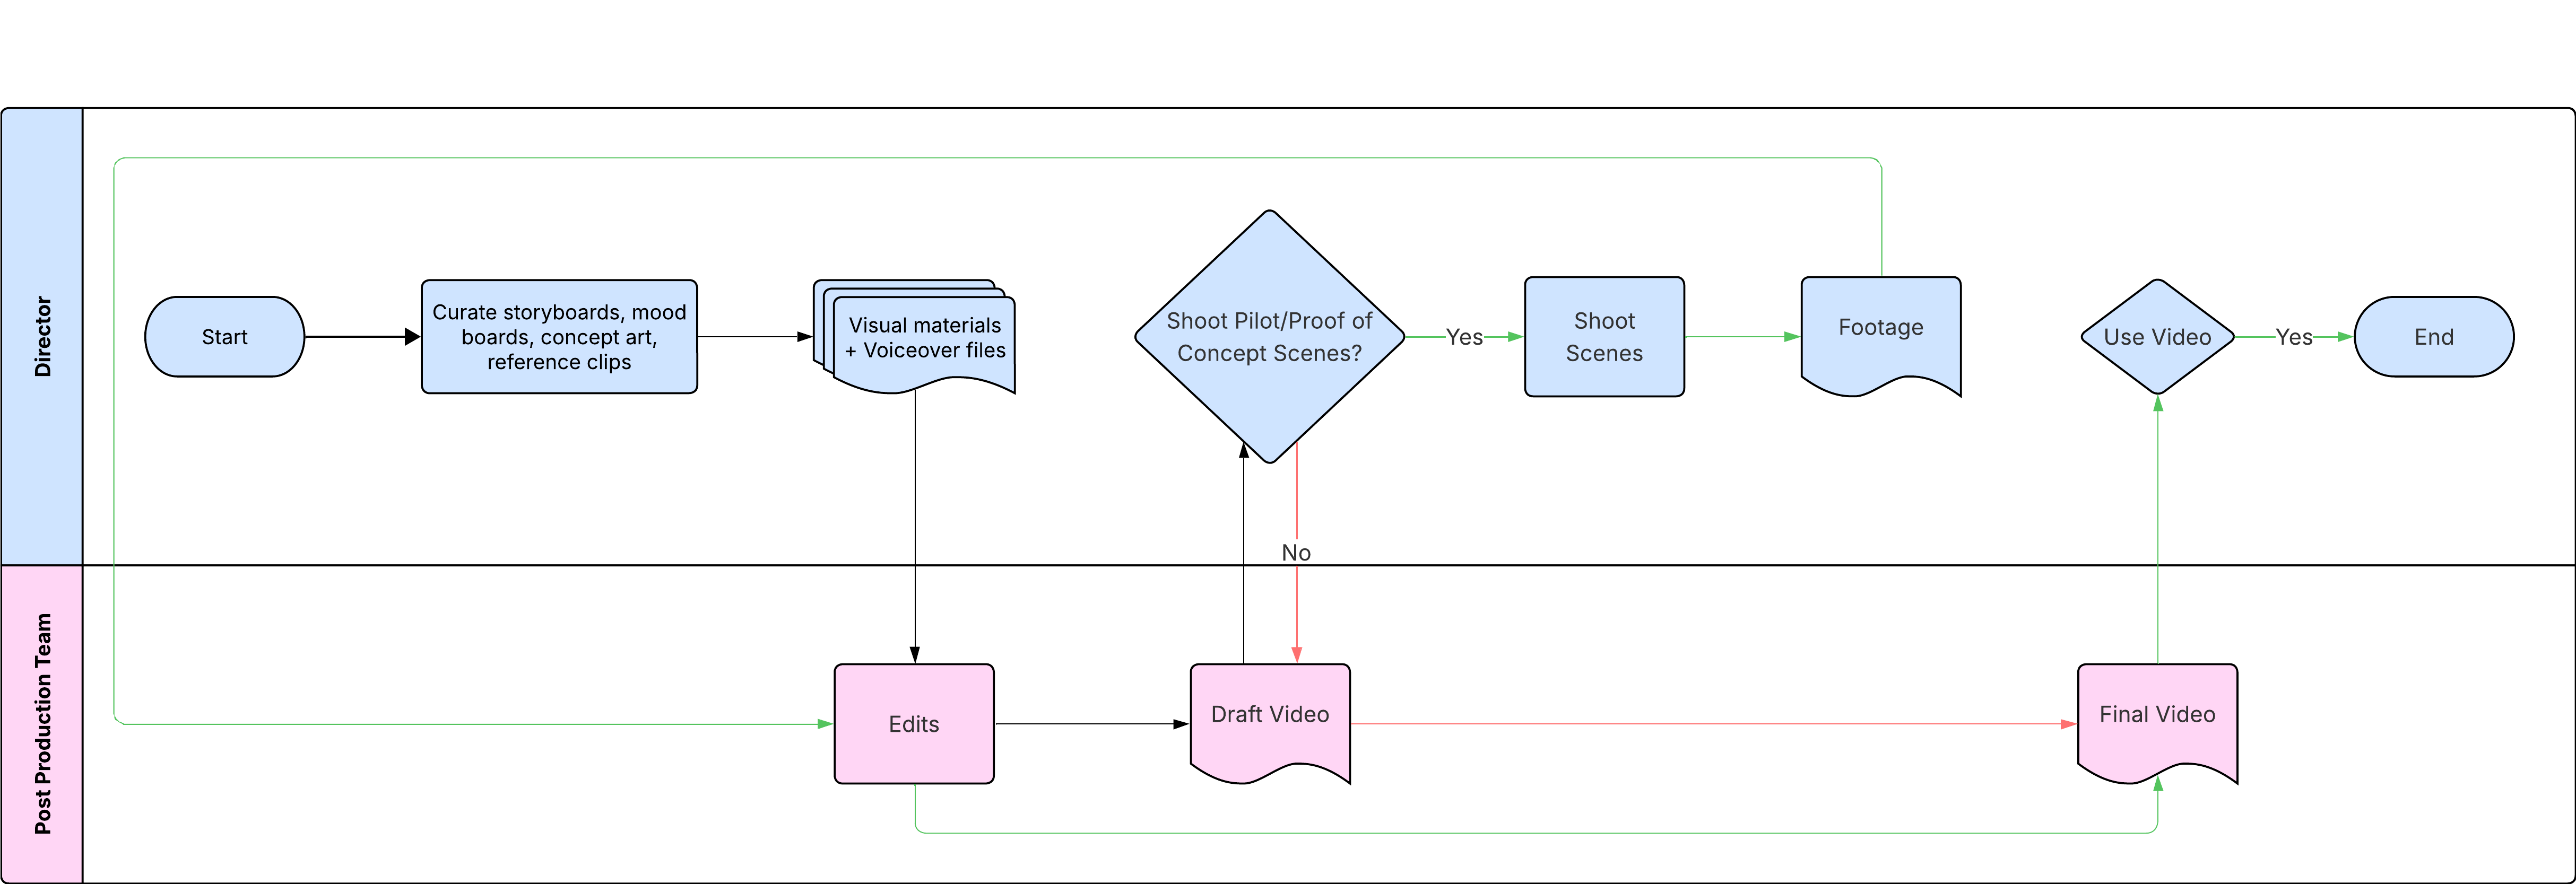 Director
Start
Curate storyboards, mood
boards, concept art,
reference clips
Visual materials
+ Voiceover files
Shoot Pilot/Proof of
Concept Scenes?
Yes
Shoot
Scenes
Footage
Use Video
Yes
End
No
Post Production Team
Edits
Draft Video
Final Video